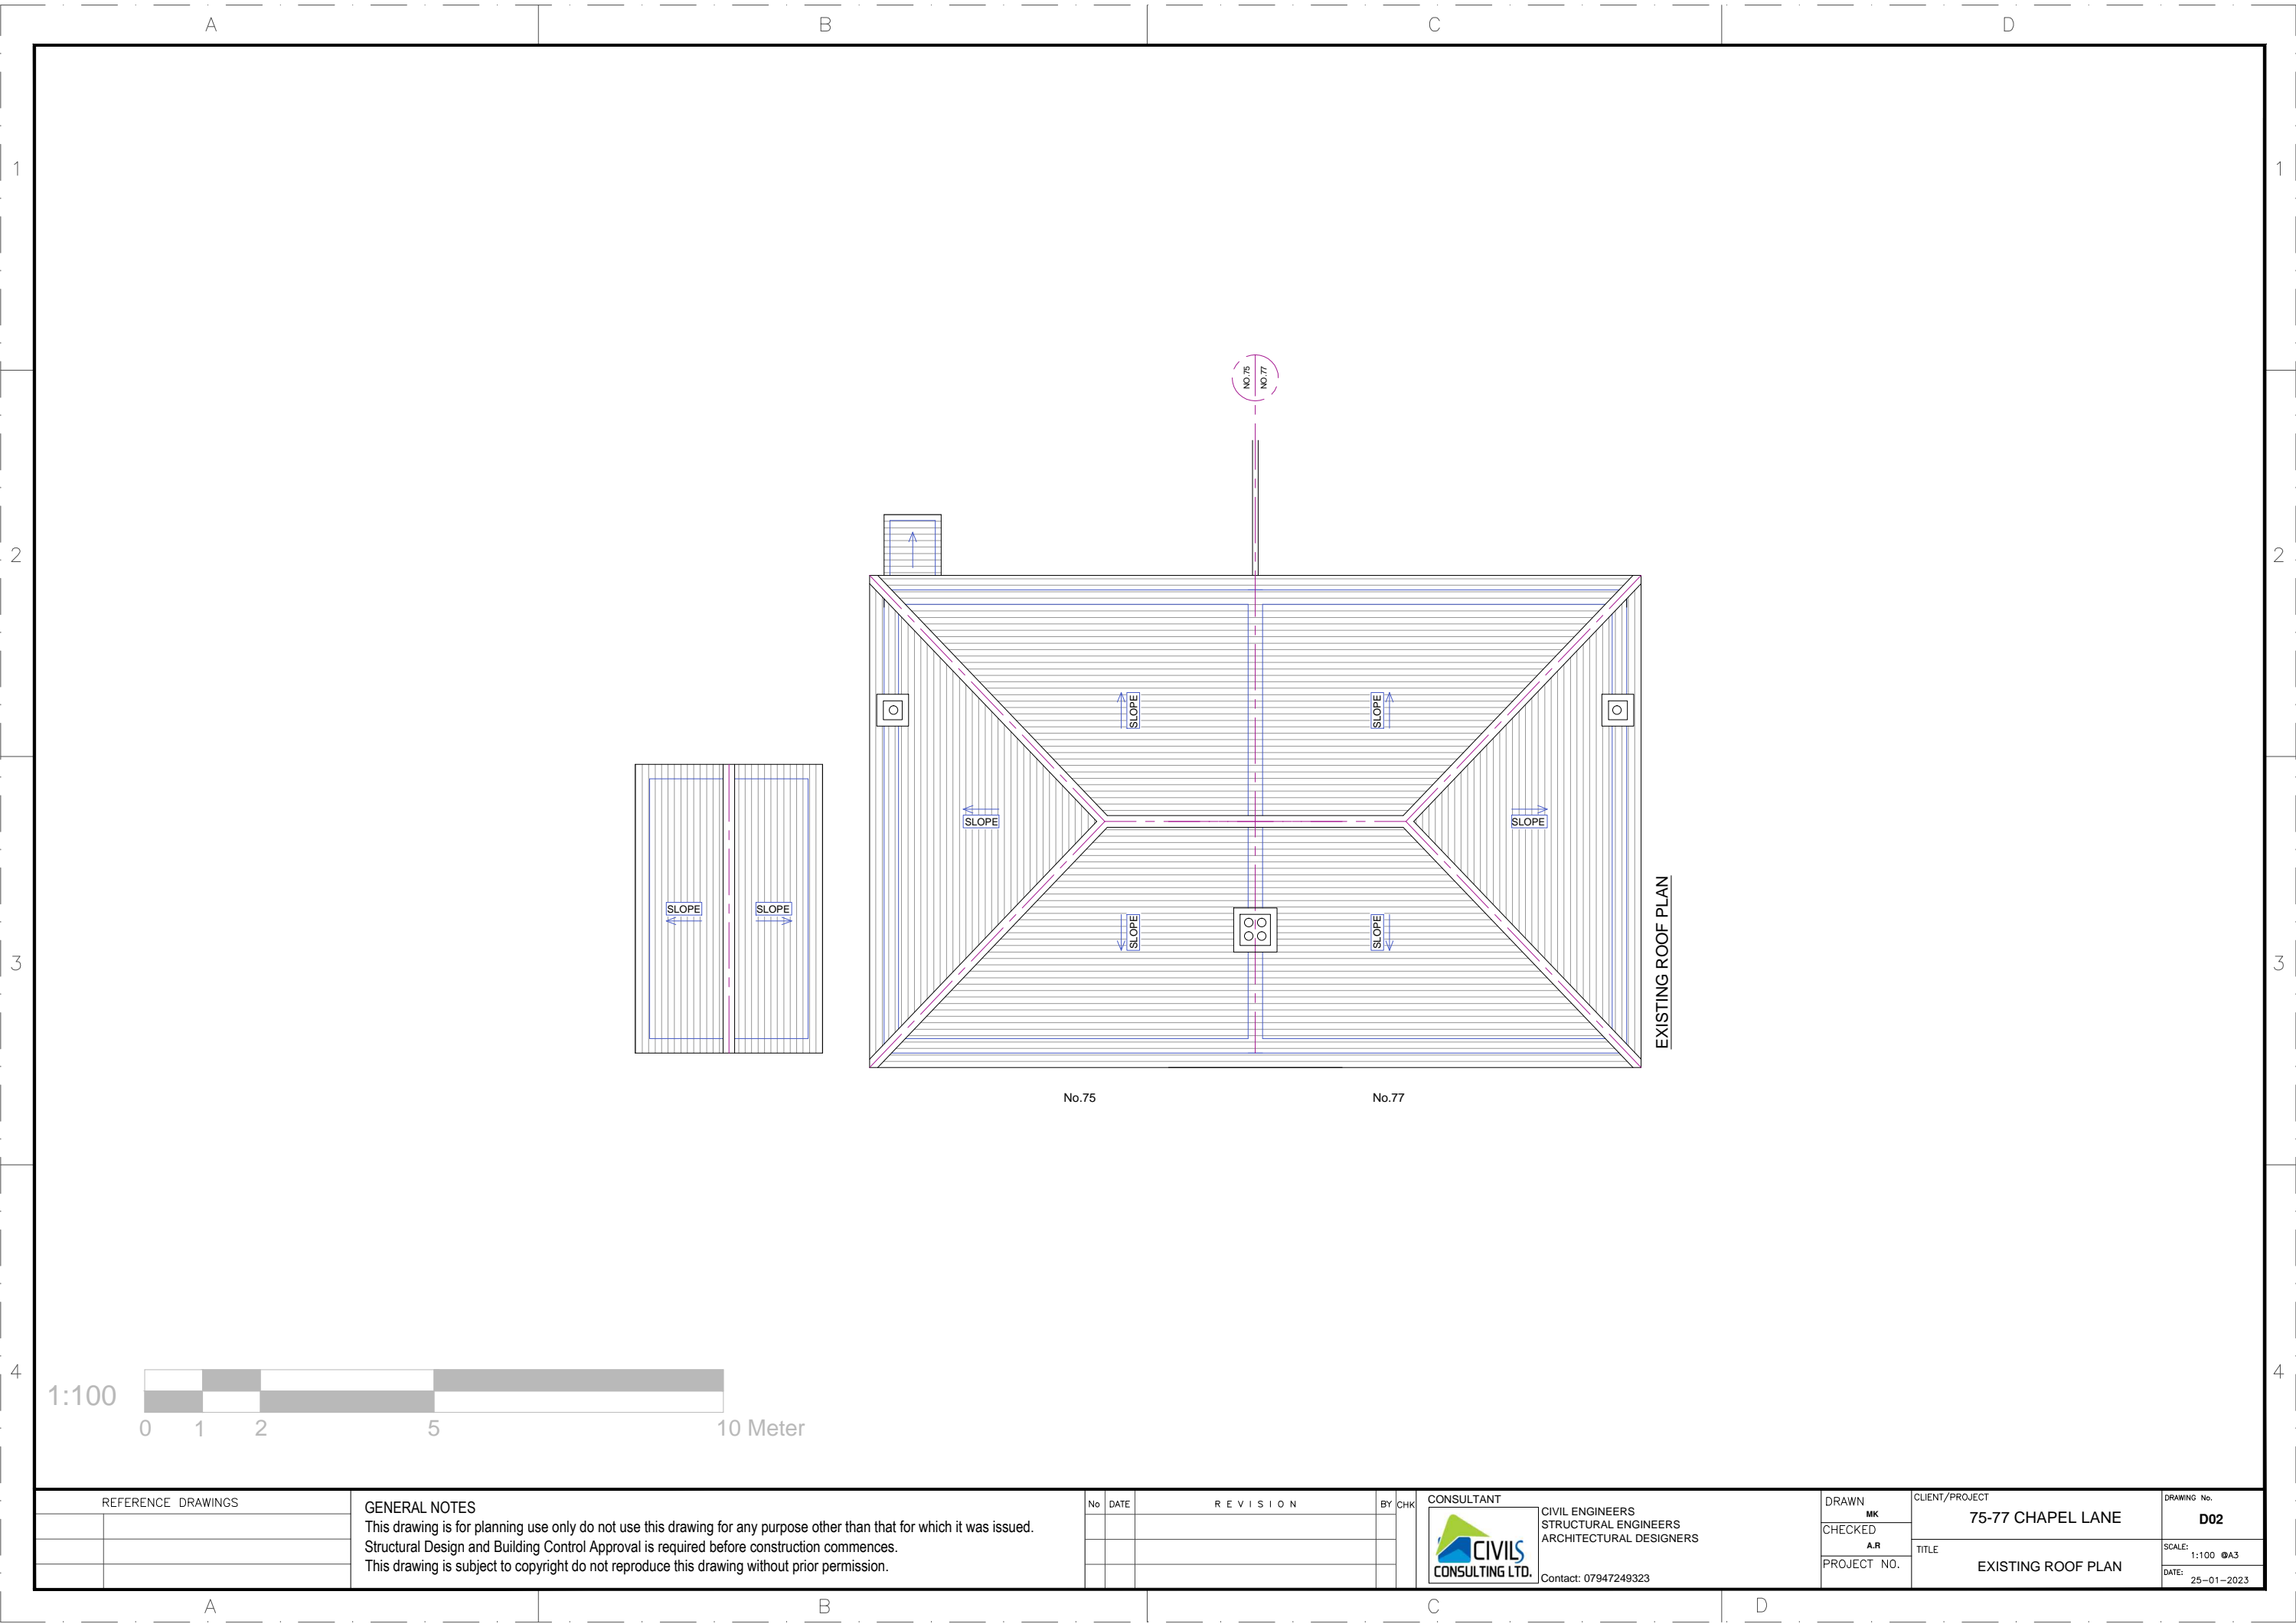 A
B
C
D
1
1
NO.75
NO.77
2
2
SLOPE
SLOPE
SLOPE
SLOPE
SLOPE
SLOPE
SLOPE
SLOPE
EXISTING ROOF PLAN
3
3
No.75
No.77
4
4
1:100
0 1 2 5 10 Meter
REFERENCE DRAWINGS
GENERAL NOTES
This drawing is for planning use only do not use this drawing for any purpose other than that for which it was issued.
Structural Design and Building Control Approval is required before construction commences.
This drawing is subject to copyright do not reproduce this drawing without prior permission.
No DATE REVISION BY CHK
CONSULTANT
CIVILS
CONSULTING LTD.
CIVIL ENGINEERS
STRUCTURAL ENGINEERS
ARCHITECTURAL DESIGNERS
Contact: 07947249323
DRAWN
MK
CHECKED
A.R
PROJECT NO.
CLIENT/PROJECT
75-77 CHAPEL LANE
TITLE
EXISTING ROOF PLAN
DRAWING No.
D02
SCALE:
1:100 @A3
DATE:
25-01-2023
A
B
C
D